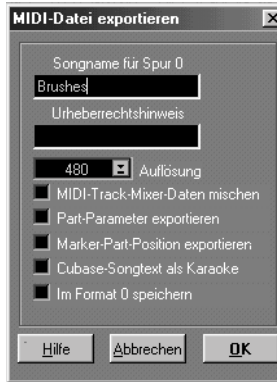 MIDI-Datei exportieren
Songname für Spur 0
Brushes
Urheberrechtshinweis
480 Auflösung
MIDI-Track-Mixer-Daten mischen
Part-Parameter exportieren
Marker-Part-Position exportieren
Cubase-Songtext als Karaoke
Im Format 0 speichern
Hilfe Abbrechen OK